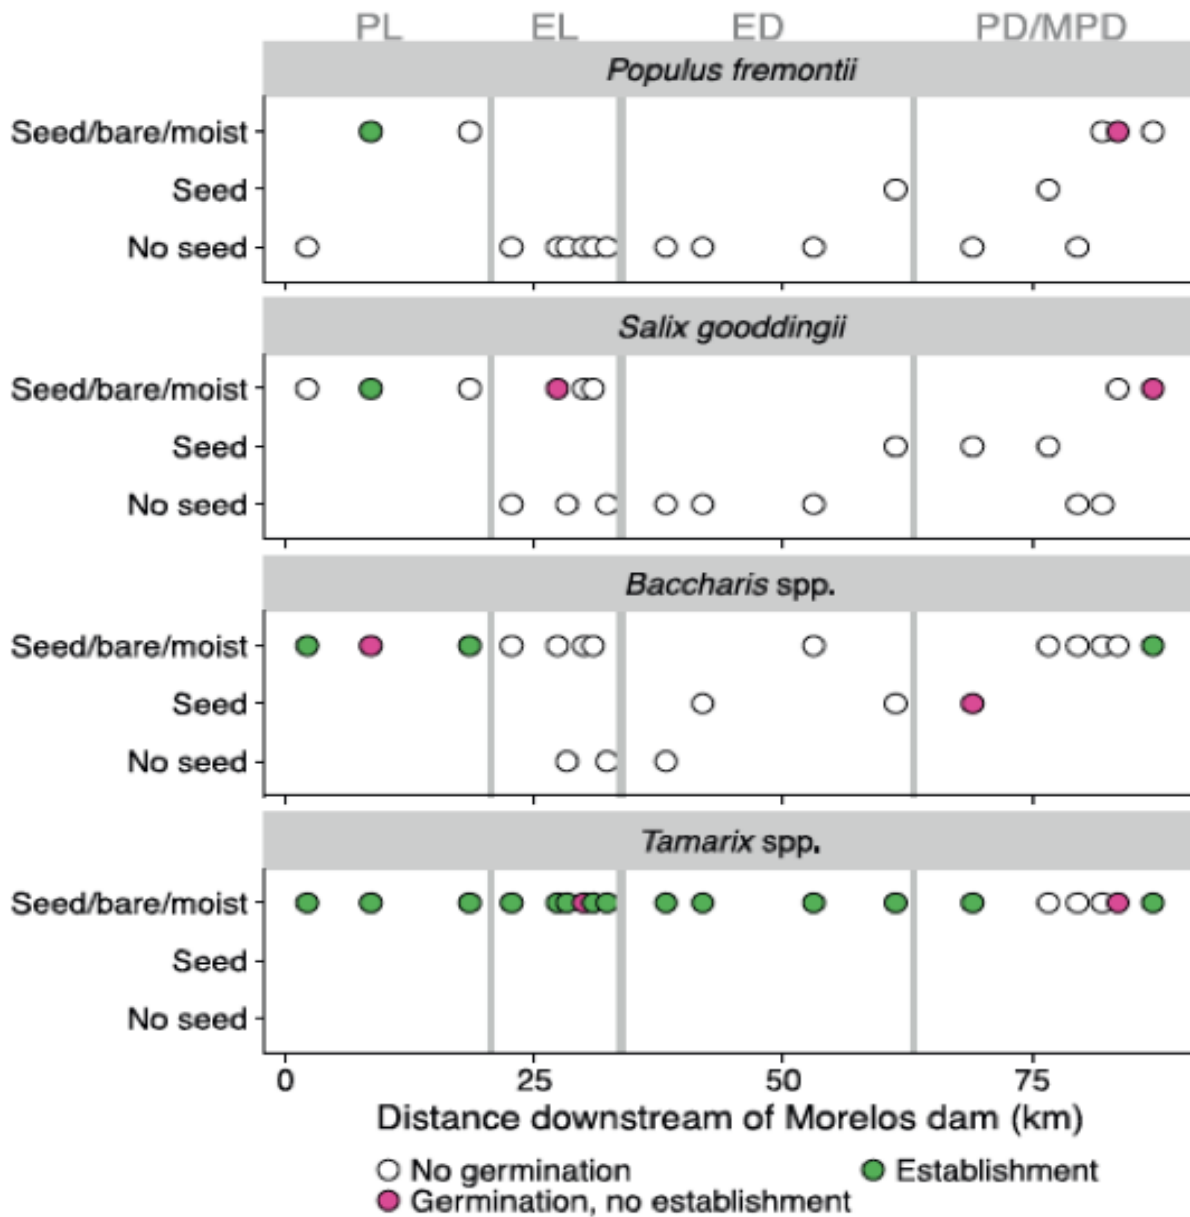 PL EL ED PD/MPD
Populus fremontii
Seed/bare/moist
Seed
No seed
Salix gooddingii
Seed/bare/moist
Seed
No seed
Baccharis spp.
Seed/bare/moist
Seed
No seed
Tamarix spp.
Seed/bare/moist
Seed
No seed
0 25 50 75
Distance downstream of Morelos dam (km)
No germination Establishment
Germination, no establishment